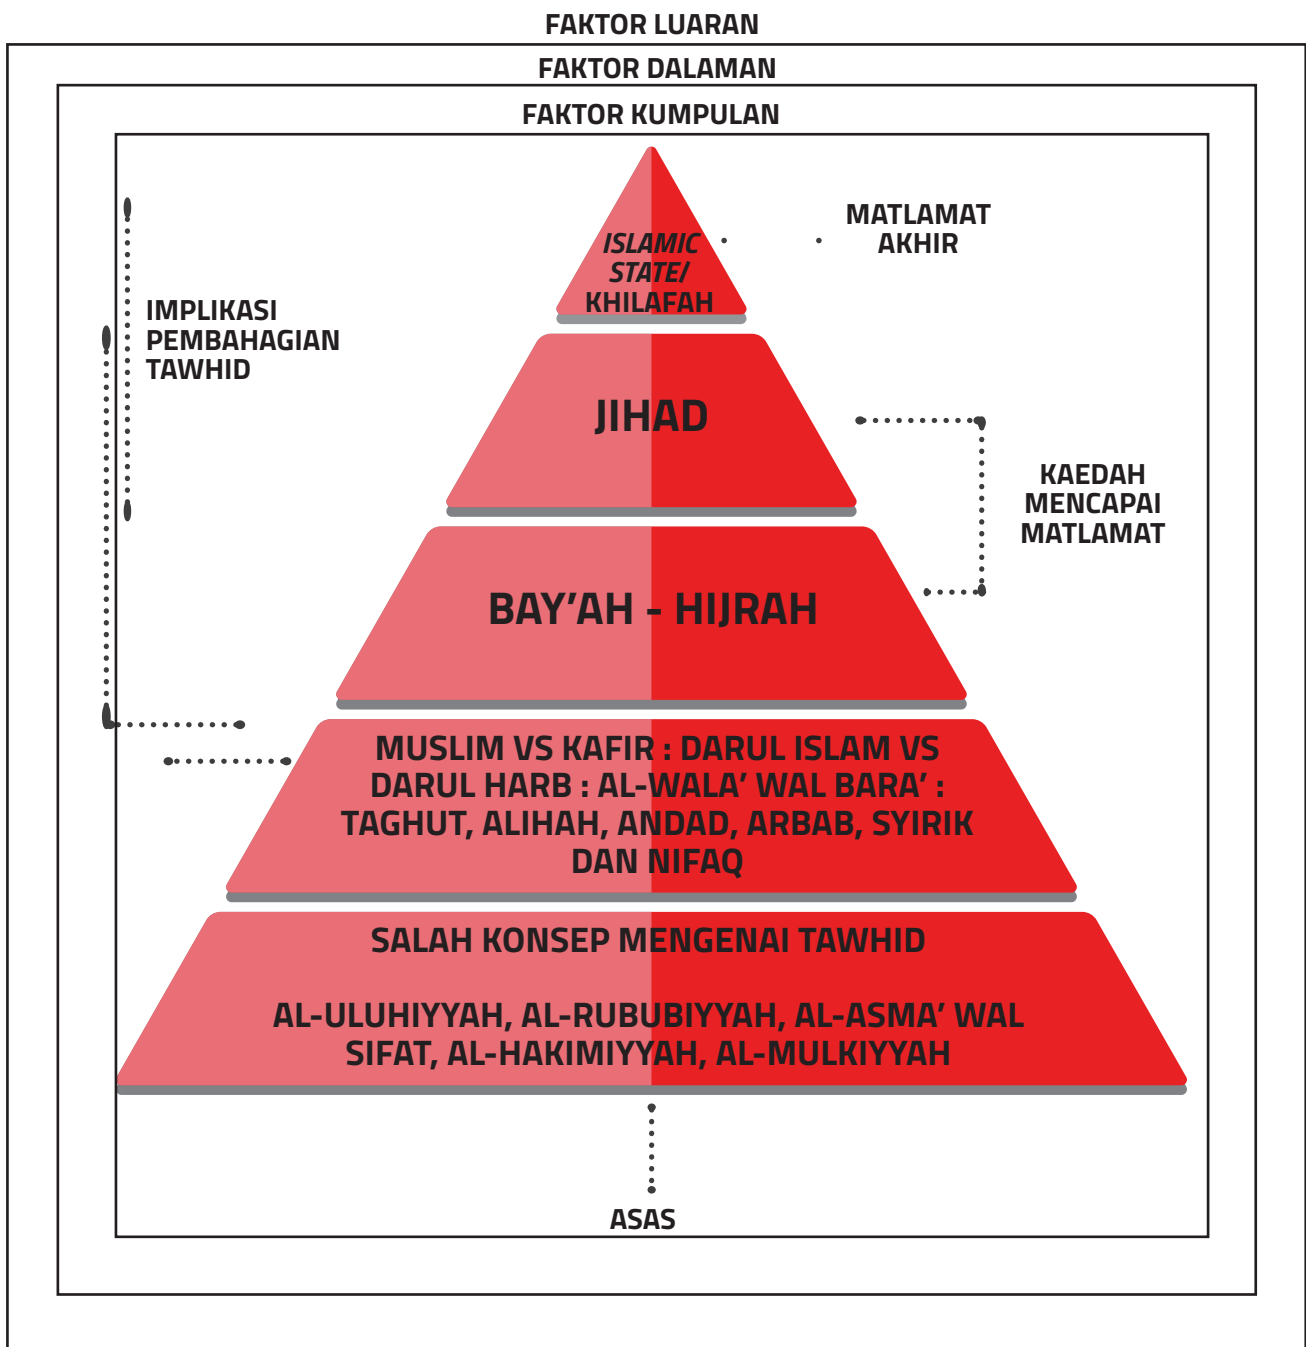 FAKTOR LUARAN
FAKTOR DALAMAN
FAKTOR KUMPULAN
MATLAMAT
AKHIR
ISLAMIC
STATE/
KHILAFAH
IMPLIKASI
PEMBAHAGIAN
TAWHID
JIHAD
KAEDAH
MENCAPAI
MATLAMAT
BAY’AH - HIJRAH
MUSLIM VS KAFIR : DARUL ISLAM VS
DARUL HARB : AL-WALA’ WAL BARA’ :
TAGHUT, ALIHAH, ANDAD, ARBAB, SYIRIK
DAN NIFAQ
SALAH KONSEP MENGENAI TAWHID
AL-ULUHIYYAH, AL-RUBUBIYYAH, AL-ASMA’ WAL
SIFAT, AL-HAKIMIYYAH, AL-MULKIYYAH
ASAS